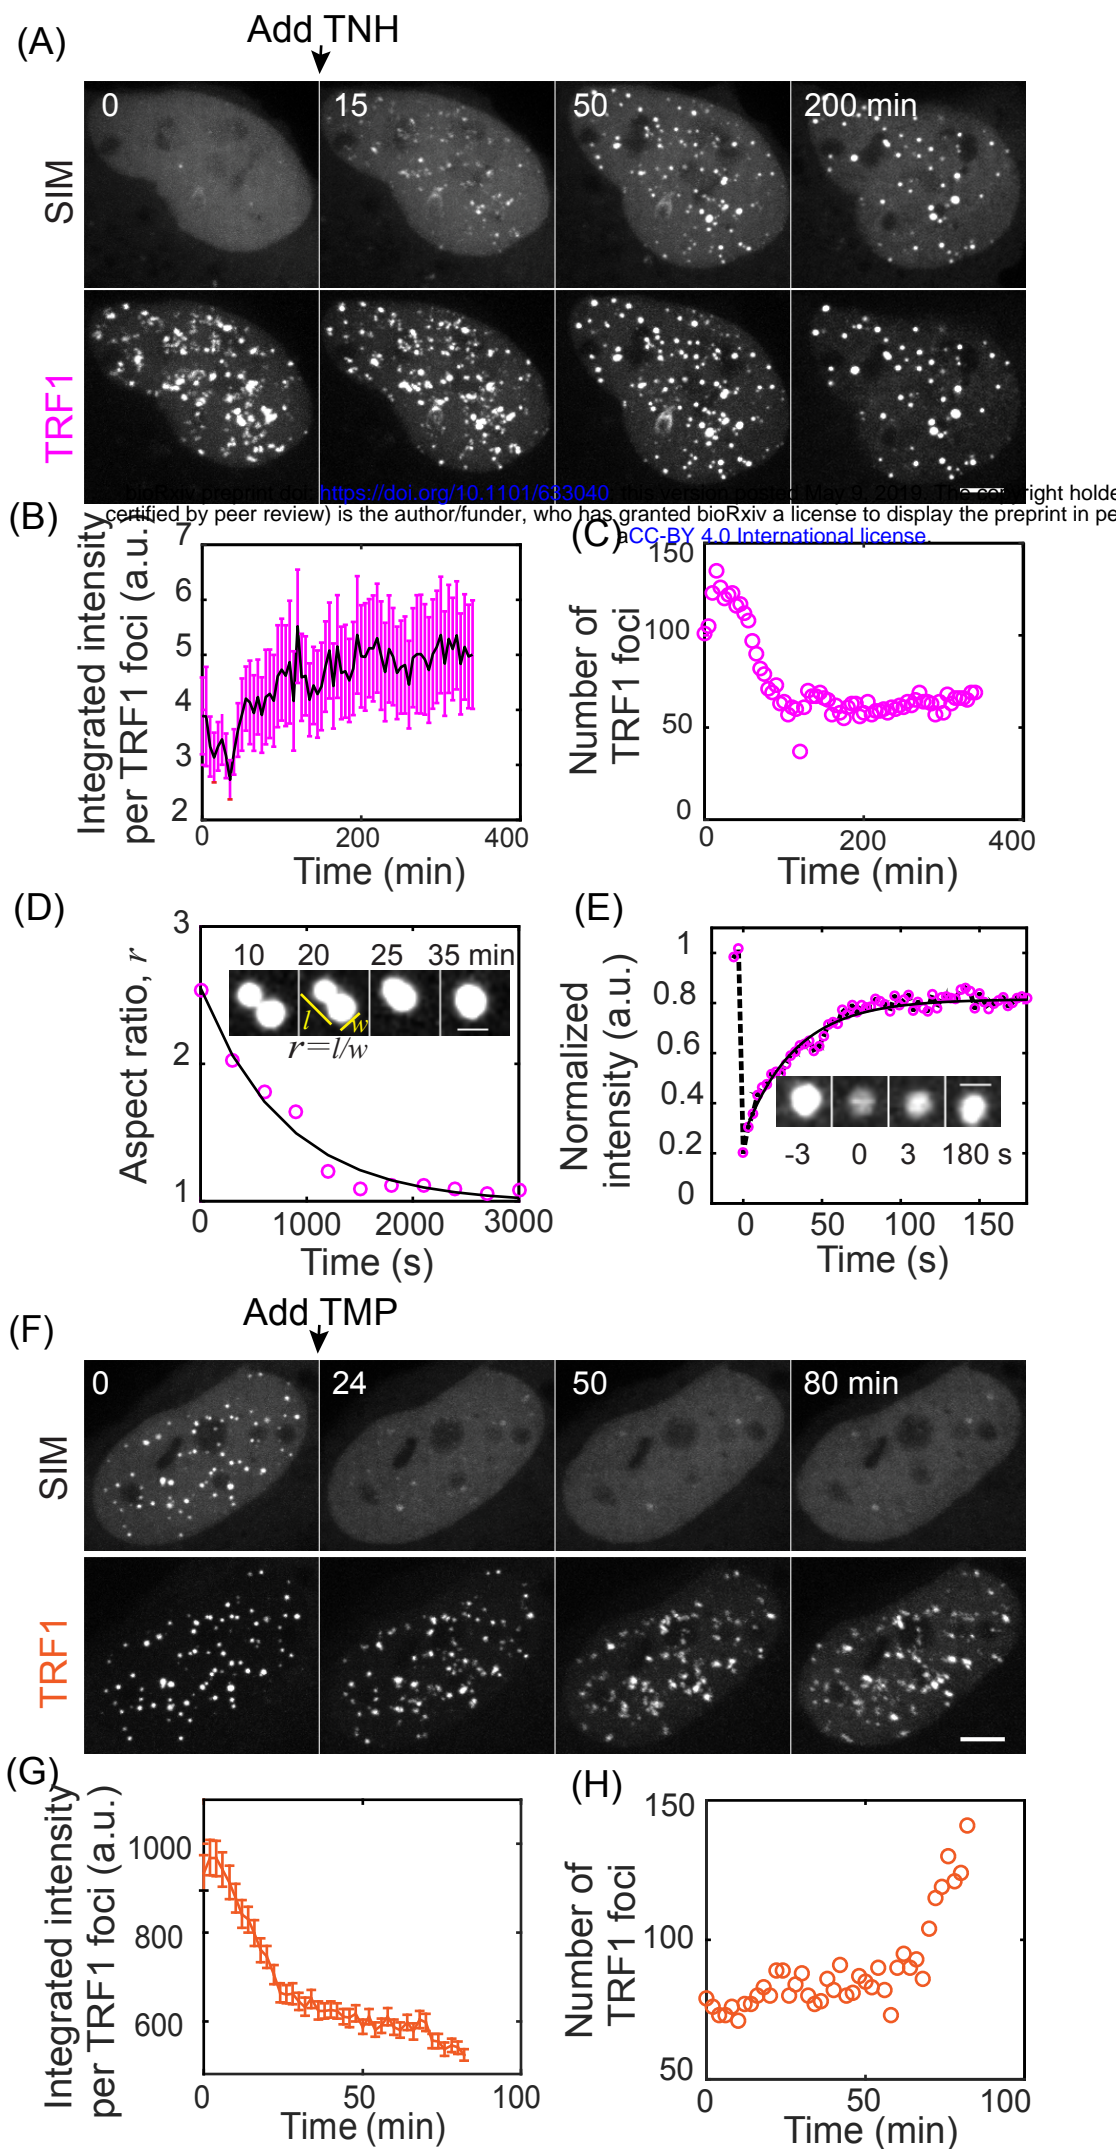 (A)
Add TNH
0
15
50
200 min
SIM
TRF1
bioRxiv preprint doi: https://doi.org/10.1101/633040; this version posted May 9, 2019. The copyright holde
certified by peer review) is the author/funder, who has granted bioRxiv a license to display the preprint in pe
aCC-BY 4.0 International license.
(B)
Integrated intensity
per TRF1 foci (a.u.)
7
6
5
4
3
2
0
200
400
Time (min)
(C)
Number of
TRF1 foci
150
100
50
0
0
200
400
Time (min)
(D)
Aspect ratio, r
3
2
1
10
20
25
35 min
l
w
r=l/w
0
1000
2000
3000
Time (s)
(E)
Normalized
intensity (a.u.)
1
0.8
0.6
0.4
0.2
0
-3
0
3
180 s
0
50
100
150
Time (s)
(F)
Add TMP
0
24
50
80 min
SIM
TRF1
(G)
Integrated intensity
per TRF1 foci (a.u.)
1000
800
600
0
50
100
Time (min)
(H)
Number of
TRF1 foci
150
100
50
0
50
100
Time (min)